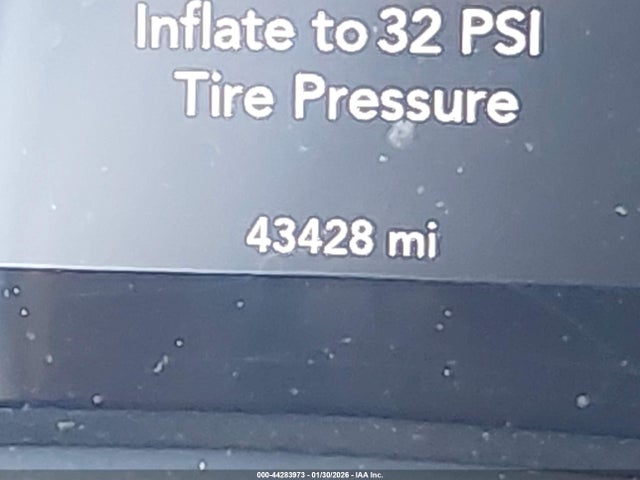 Inflate to 32 PSI
Tire Pressure
43428 mi
000-44283973 - 01/30/2026 - IAA Inc.